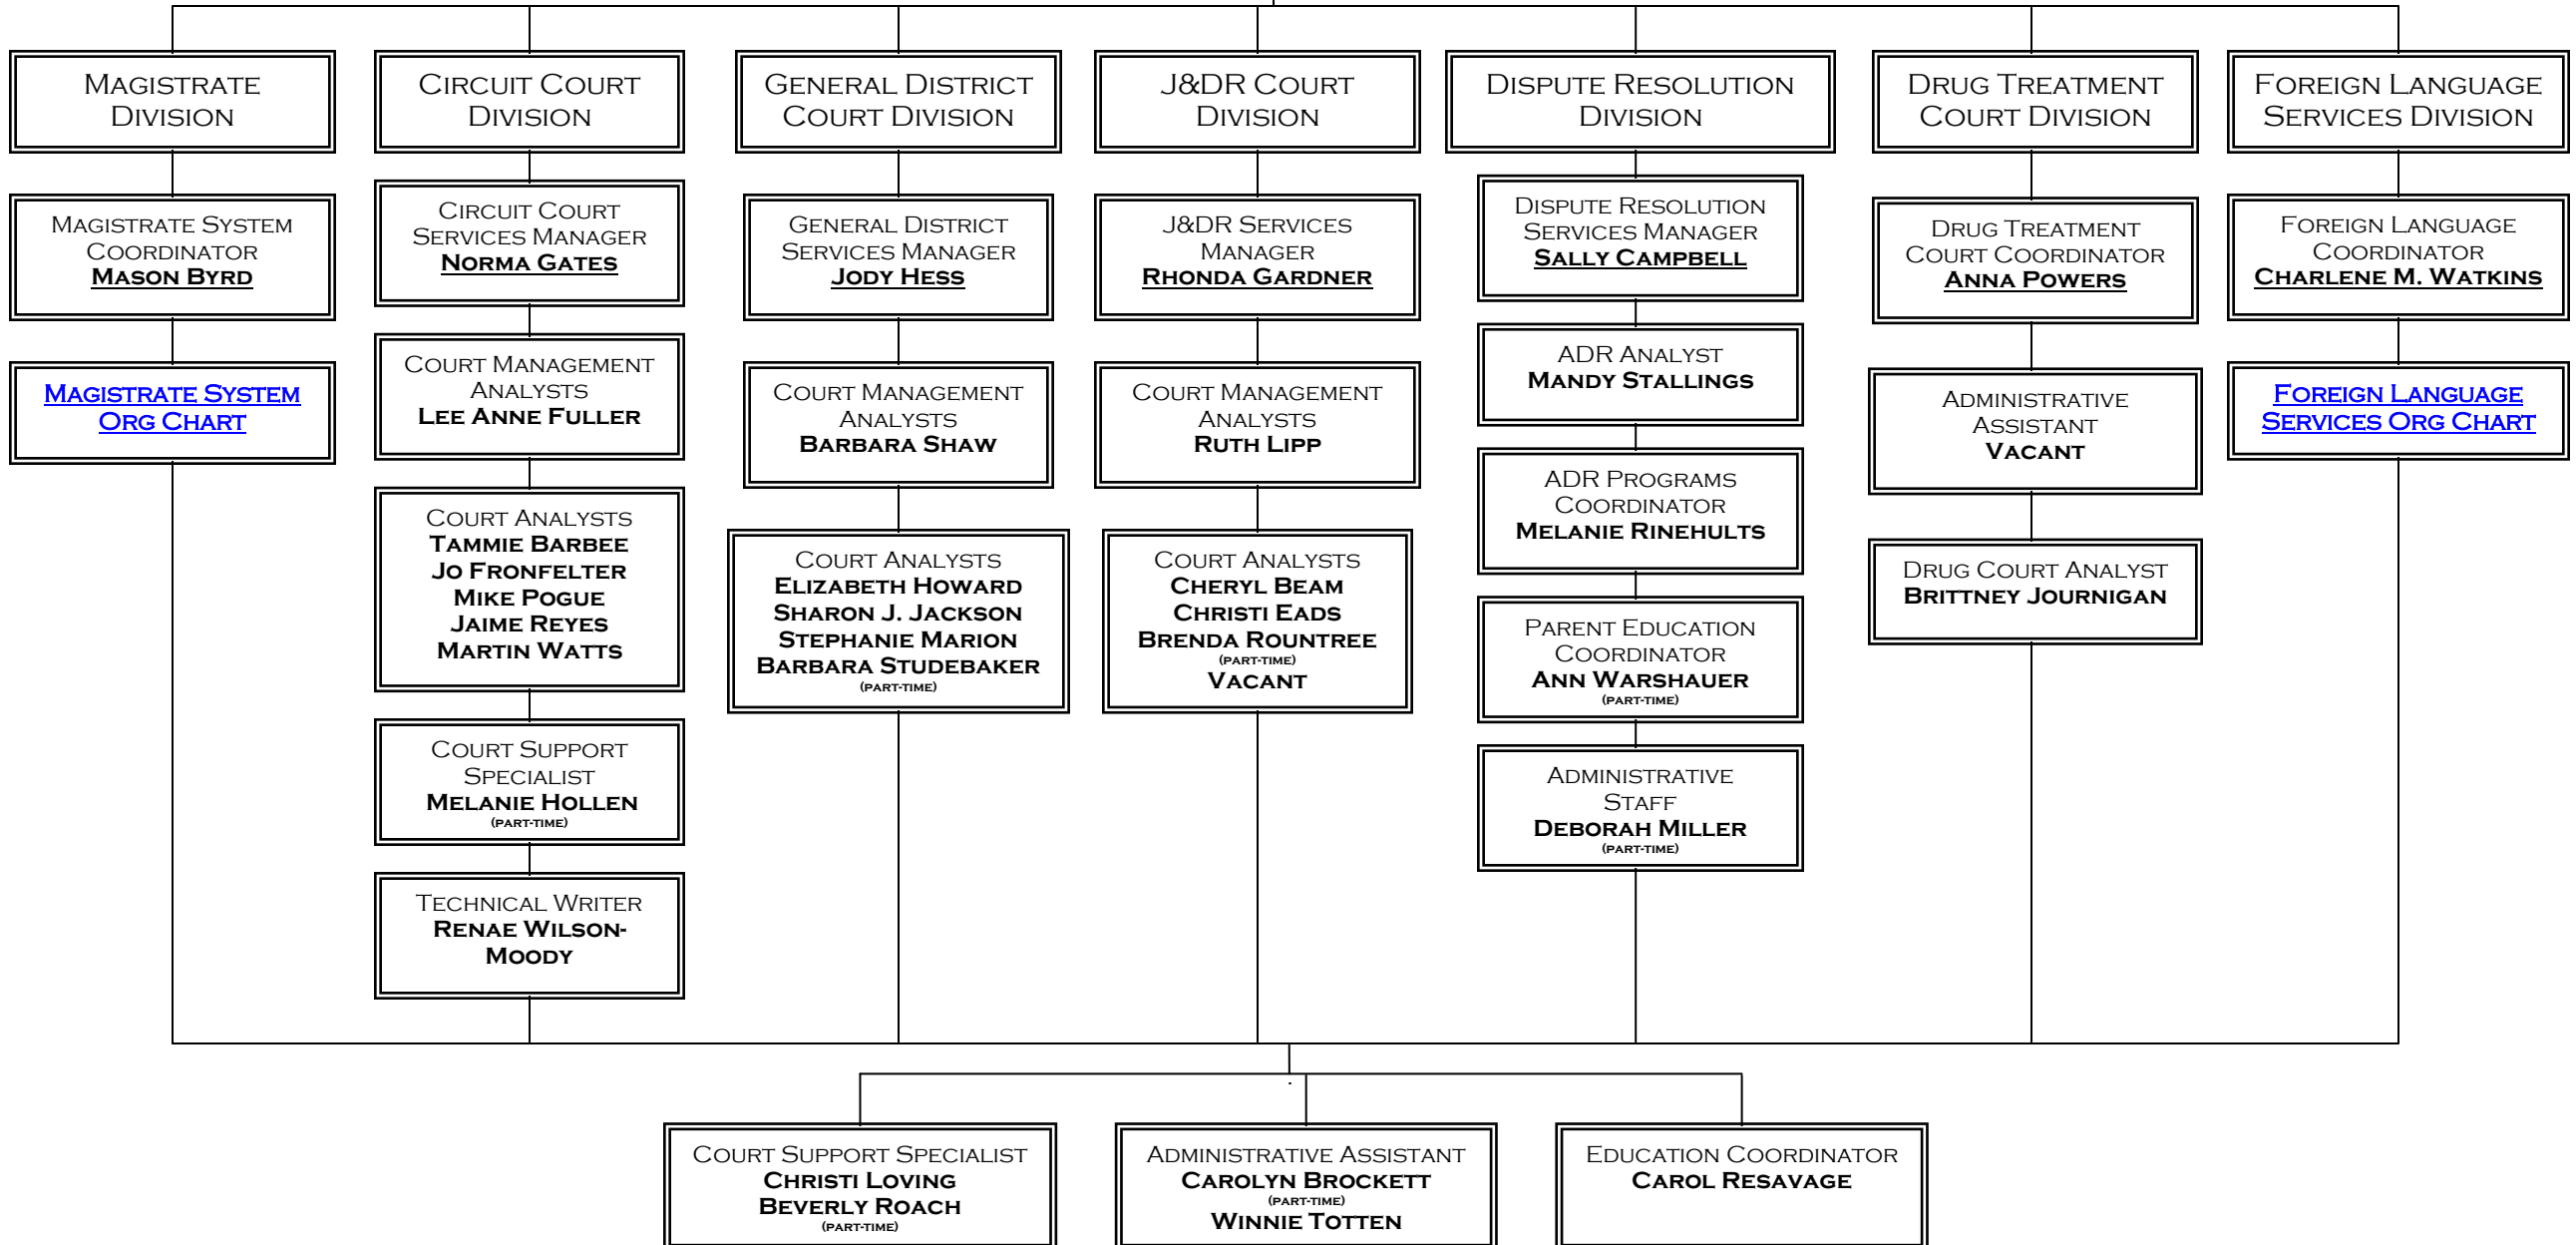 MAGISTRATE
DIVISION
MAGISTRATE SYSTEM
COORDINATOR
MASON BYRD
MAGISTRATE SYSTEM
ORG CHART
CIRCUIT COURT
DIVISION
CIRCUIT COURT
SERVICES MANAGER
NORMA GATES
COURT MANAGEMENT
ANALYSTS
LEE ANNE FULLER
COURT ANALYSTS
TAMMIE BARBEE
JO FRONFELTER
MIKE POGUE
JAIME REYES
MARTIN WATTS
COURT SUPPORT
SPECIALIST
MELANIE HOLLEN
(PART-TIME)
TECHNICAL WRITER
RENAE WILSON-
MOODY
GENERAL DISTRICT
COURT DIVISION
GENERAL DISTRICT
SERVICES MANAGER
JODY HESS
COURT MANAGEMENT
ANALYSTS
BARBARA SHAW
COURT ANALYSTS
ELIZABETH HOWARD
SHARON J. JACKSON
STEPHANIE MARION
BARBARA STUDEBAKER
(PART-TIME)
J&DR COURT
DIVISION
J&DR SERVICES
MANAGER
RHONDA GARDNER
COURT MANAGEMENT
ANALYSTS
RUTH LIPP
COURT ANALYSTS
CHERYL BEAM
CHRISTI EADS
BRENDA ROUNTREE
(PART-TIME)
VACANT
DISPUTE RESOLUTION
DIVISION
DISPUTE RESOLUTION
SERVICES MANAGER
SALLY CAMPBELL
ADR ANALYST
MANDY STALLINGS
ADR PROGRAMS
COORDINATOR
MELANIE RINEHULTS
PARENT EDUCATION
COORDINATOR
ANN WARSHAUER
(PART-TIME)
ADMINISTRATIVE
STAFF
DEBORAH MILLER
(PART-TIME)
DRUG TREATMENT
COURT DIVISION
DRUG TREATMENT
COURT COORDINATOR
ANNA POWERS
ADMINISTRATIVE
ASSISTANT
VACANT
DRUG COURT ANALYST
BRITTNEY JOURNIGAN
FOREIGN LANGUAGE
SERVICES DIVISION
FOREIGN LANGUAGE
COORDINATOR
CHARLENE M. WATKINS
FOREIGN LANGUAGE
SERVICES ORG CHART
COURT SUPPORT SPECIALIST
CHRISTI LOVING
BEVERLY ROACH
(PART-TIME)
ADMINISTRATIVE ASSISTANT
CAROLYN BROCKETT
(PART-TIME)
WINNIE TOTTEN
EDUCATION COORDINATOR
CAROL RESAVAGE